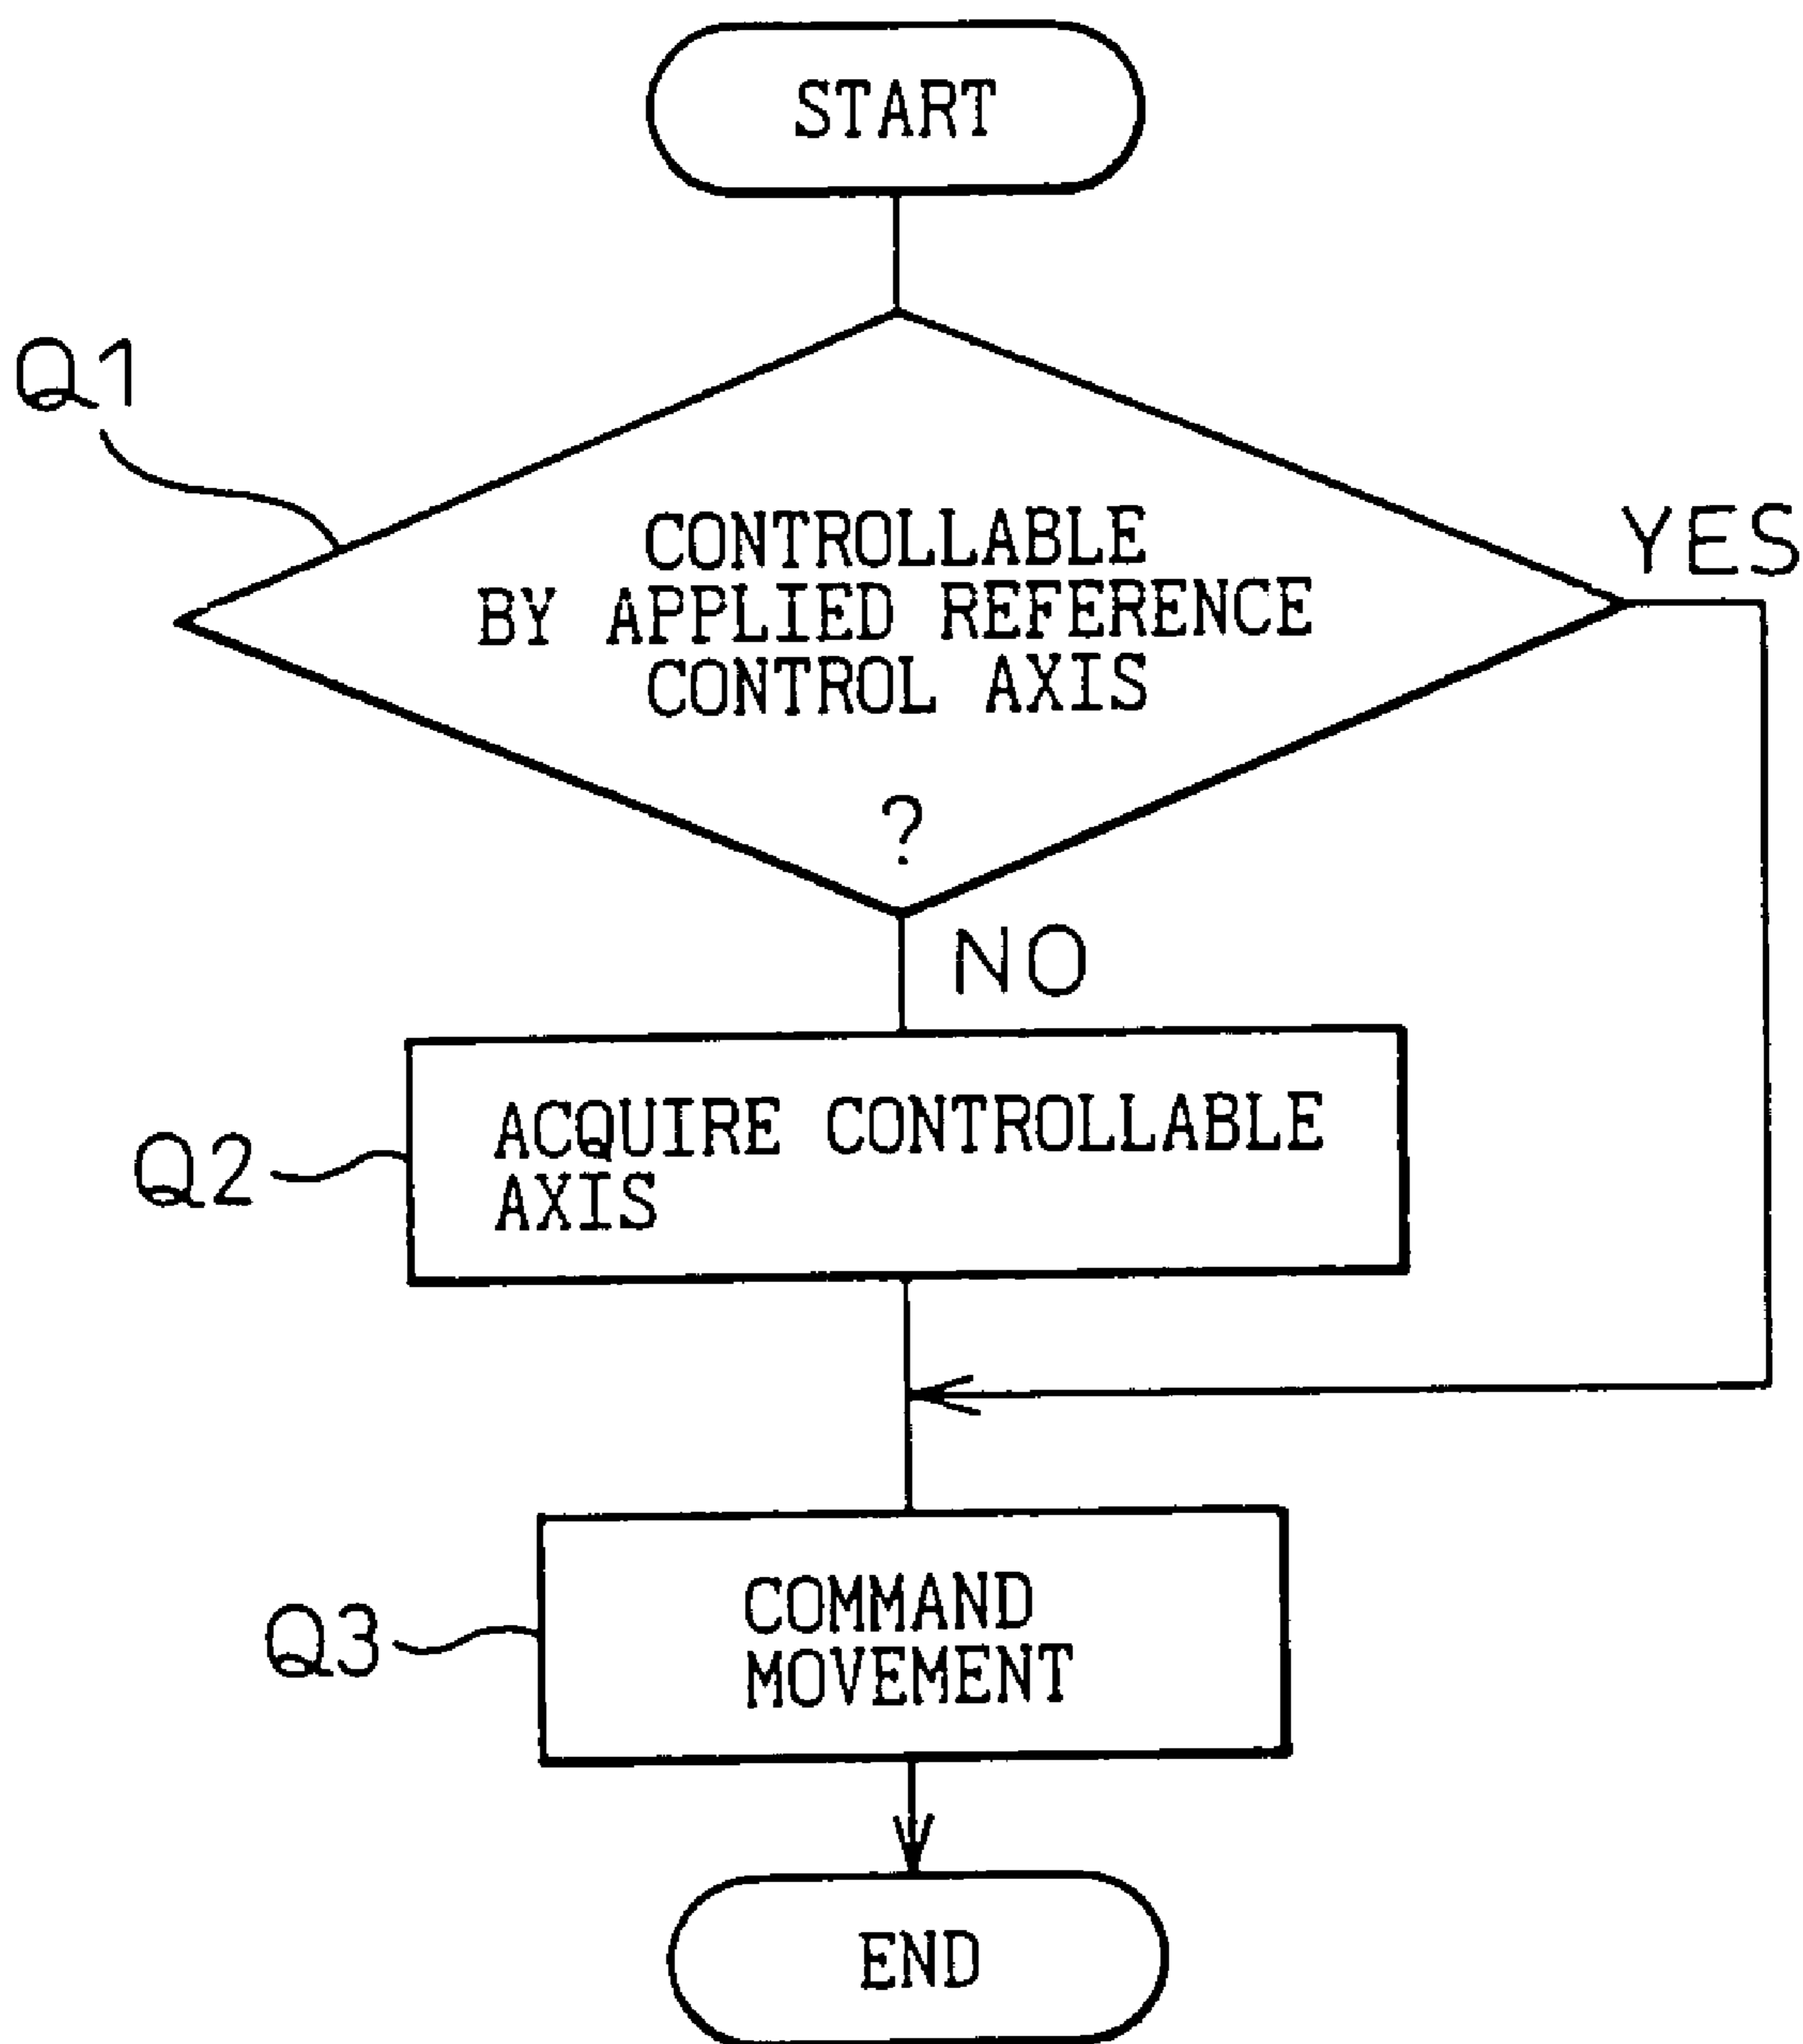 START
Q1
CONTROLLABLE
BY APPLIED REFERENCE
CONTROL AXIS
?
YES
NO
Q2
ACQUIRE CONTROLLABLE
AXIS
Q3
COMMAND
MOVEMENT
END